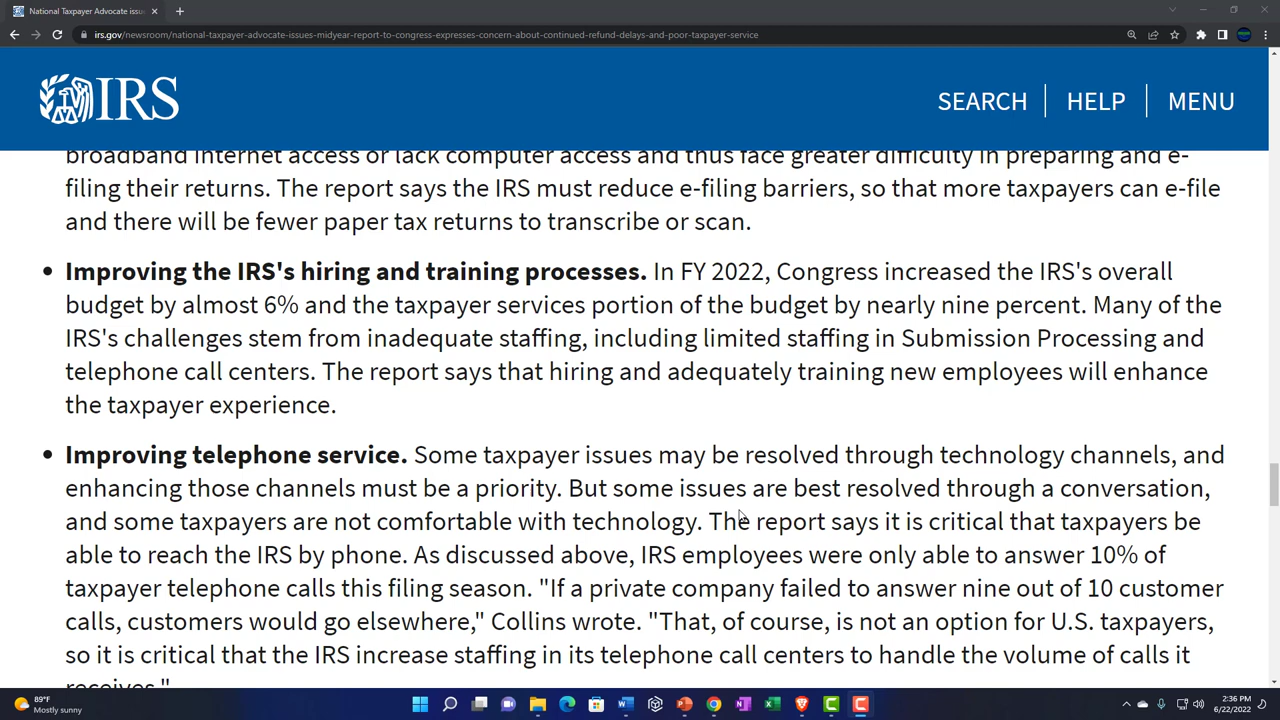 National Taxpayer Advocate issu
irs.gov/newsroom/national-taxpayer-advocate-issues-midyear-report-to-congress-expresses-concern-about-continued-refund-delays-and-poor-taxpayer-service
IRS
SEARCH
HELP
MENU
broadband internet access or lack computer access and thus face greater difficulty in preparing and e-
filing their returns. The report says the IRS must reduce e-filing barriers, so that more taxpayers can e-file
and there will be fewer paper tax returns to transcribe or scan.
Improving the IRS's hiring and training processes. In FY 2022, Congress increased the IRS's overall
budget by almost 6% and the taxpayer services portion of the budget by nearly nine percent. Many of the
IRS's challenges stem from inadequate staffing, including limited staffing in Submission Processing and
telephone call centers. The report says that hiring and adequately training new employees will enhance
the taxpayer experience.
Improving telephone service. Some taxpayer issues may be resolved through technology channels, and
enhancing those channels must be a priority. But some issues are best resolved through a conversation,
and some taxpayers are not comfortable with technology. The report says it is critical that taxpayers be
able to reach the IRS by phone. As discussed above, IRS employees were only able to answer 10% of
taxpayer telephone calls this filing season. "If a private company failed to answer nine out of 10 customer
calls, customers would go elsewhere," Collins wrote. "That, of course, is not an option for U.S. taxpayers,
so it is critical that the IRS increase staffing in its telephone call centers to handle the volume of calls it
receives."
89°F
Mostly sunny
2:36 PM
6/22/2022